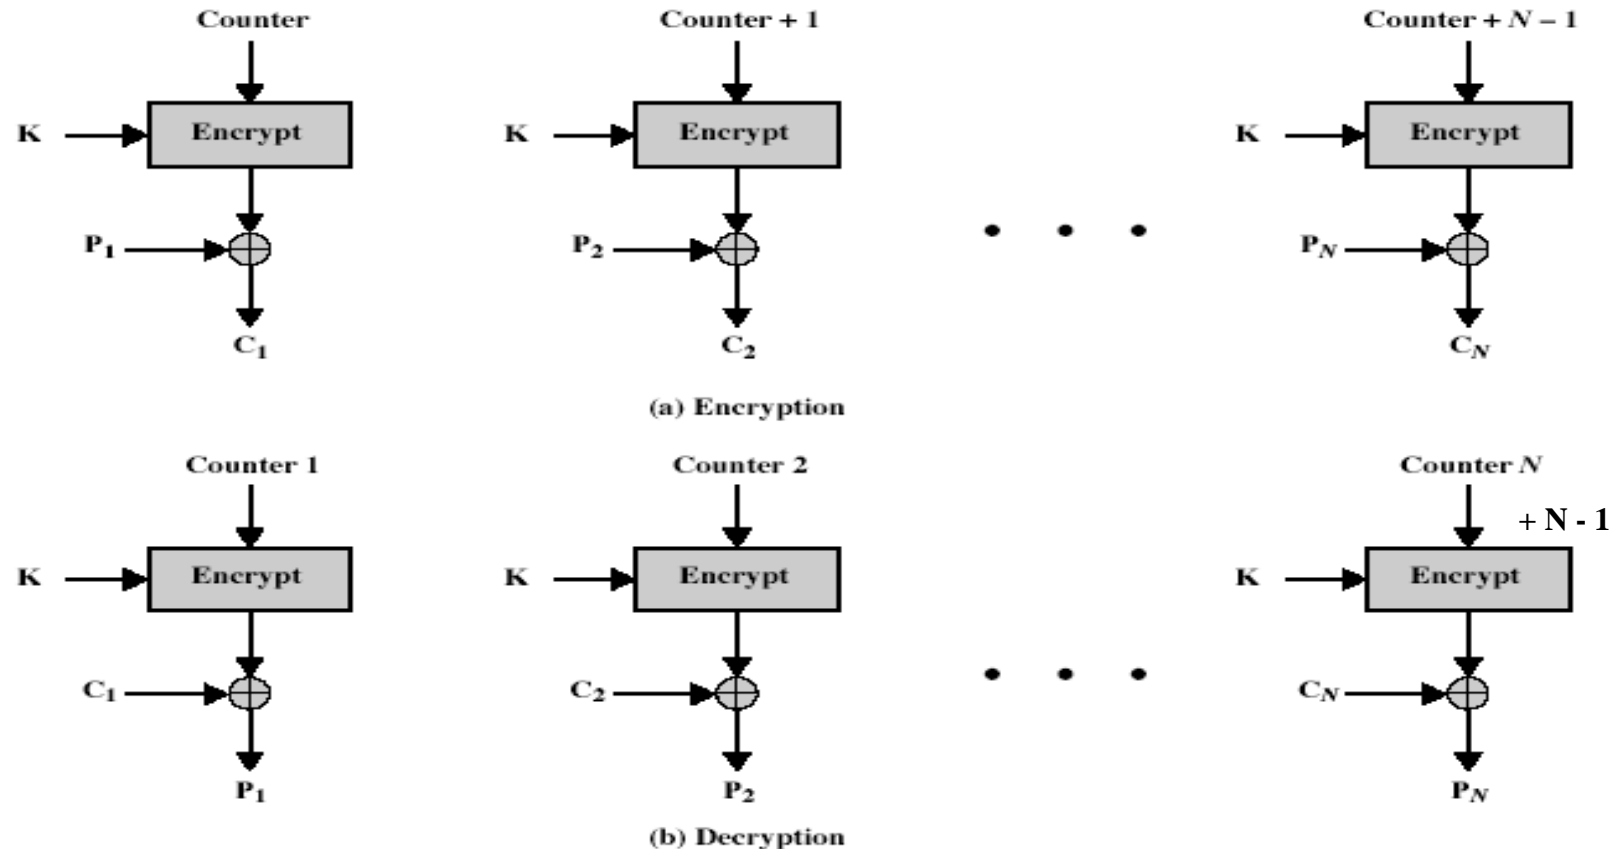 Counter Counter + 1 Counter + N – 1
K Encrypt K Encrypt K Encrypt
P1 P2 PN
C1 C2 CN
(a) Encryption
Counter 1 Counter 2 Counter N
+ N - 1
K Encrypt K Encrypt K Encrypt
C1 C2 CN
P1 P2 PN
(b) Decryption